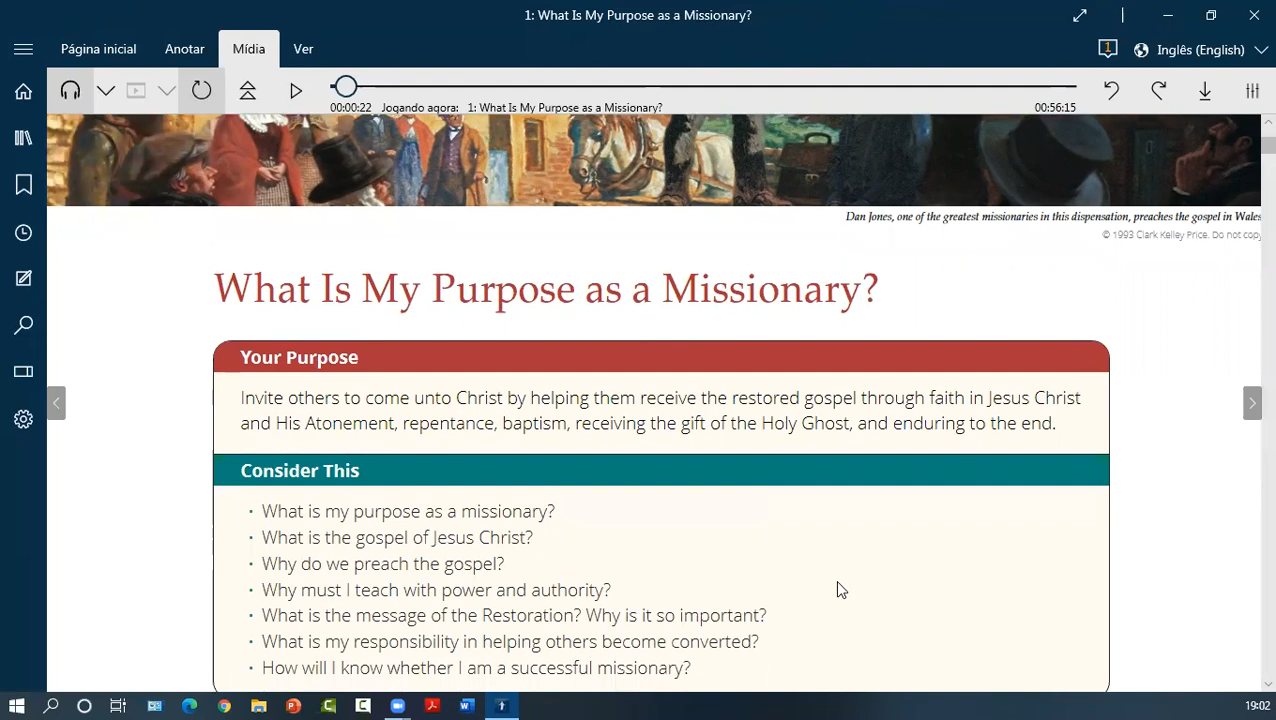 1: What Is My Purpose as a Missionary?
Página inicial Anotar Mídia Ver 1 Inglês (English)
00:00:22 Jogando agora: 1: What Is My Purpose as a Missionary? 00:56:15
Dan Jones, one of the greatest missionaries in this dispensation, preaches the gospel in Wales
© 1993 Clark Kelley Price. Do not copy
What Is My Purpose as a Missionary?
Your Purpose
Invite others to come unto Christ by helping them receive the restored gospel through faith in Jesus Christ
and His Atonement, repentance, baptism, receiving the gift of the Holy Ghost, and enduring to the end.
Consider This
• What is my purpose as a missionary?
• What is the gospel of Jesus Christ?
• Why do we preach the gospel?
• Why must I teach with power and authority?
• What is the message of the Restoration? Why is it so important?
• What is my responsibility in helping others become converted?
• How will I know whether I am a successful missionary?
19:02